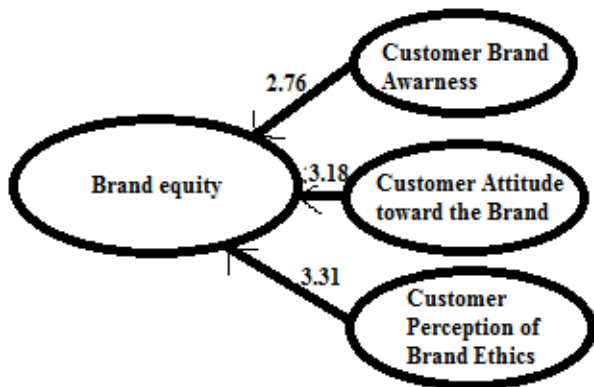 Customer Brand
Awarness
2.76
:3.18
Brand equity
Customer Attitude
toward the Brand
3.31
Customer
Perception of
Brand Ethics